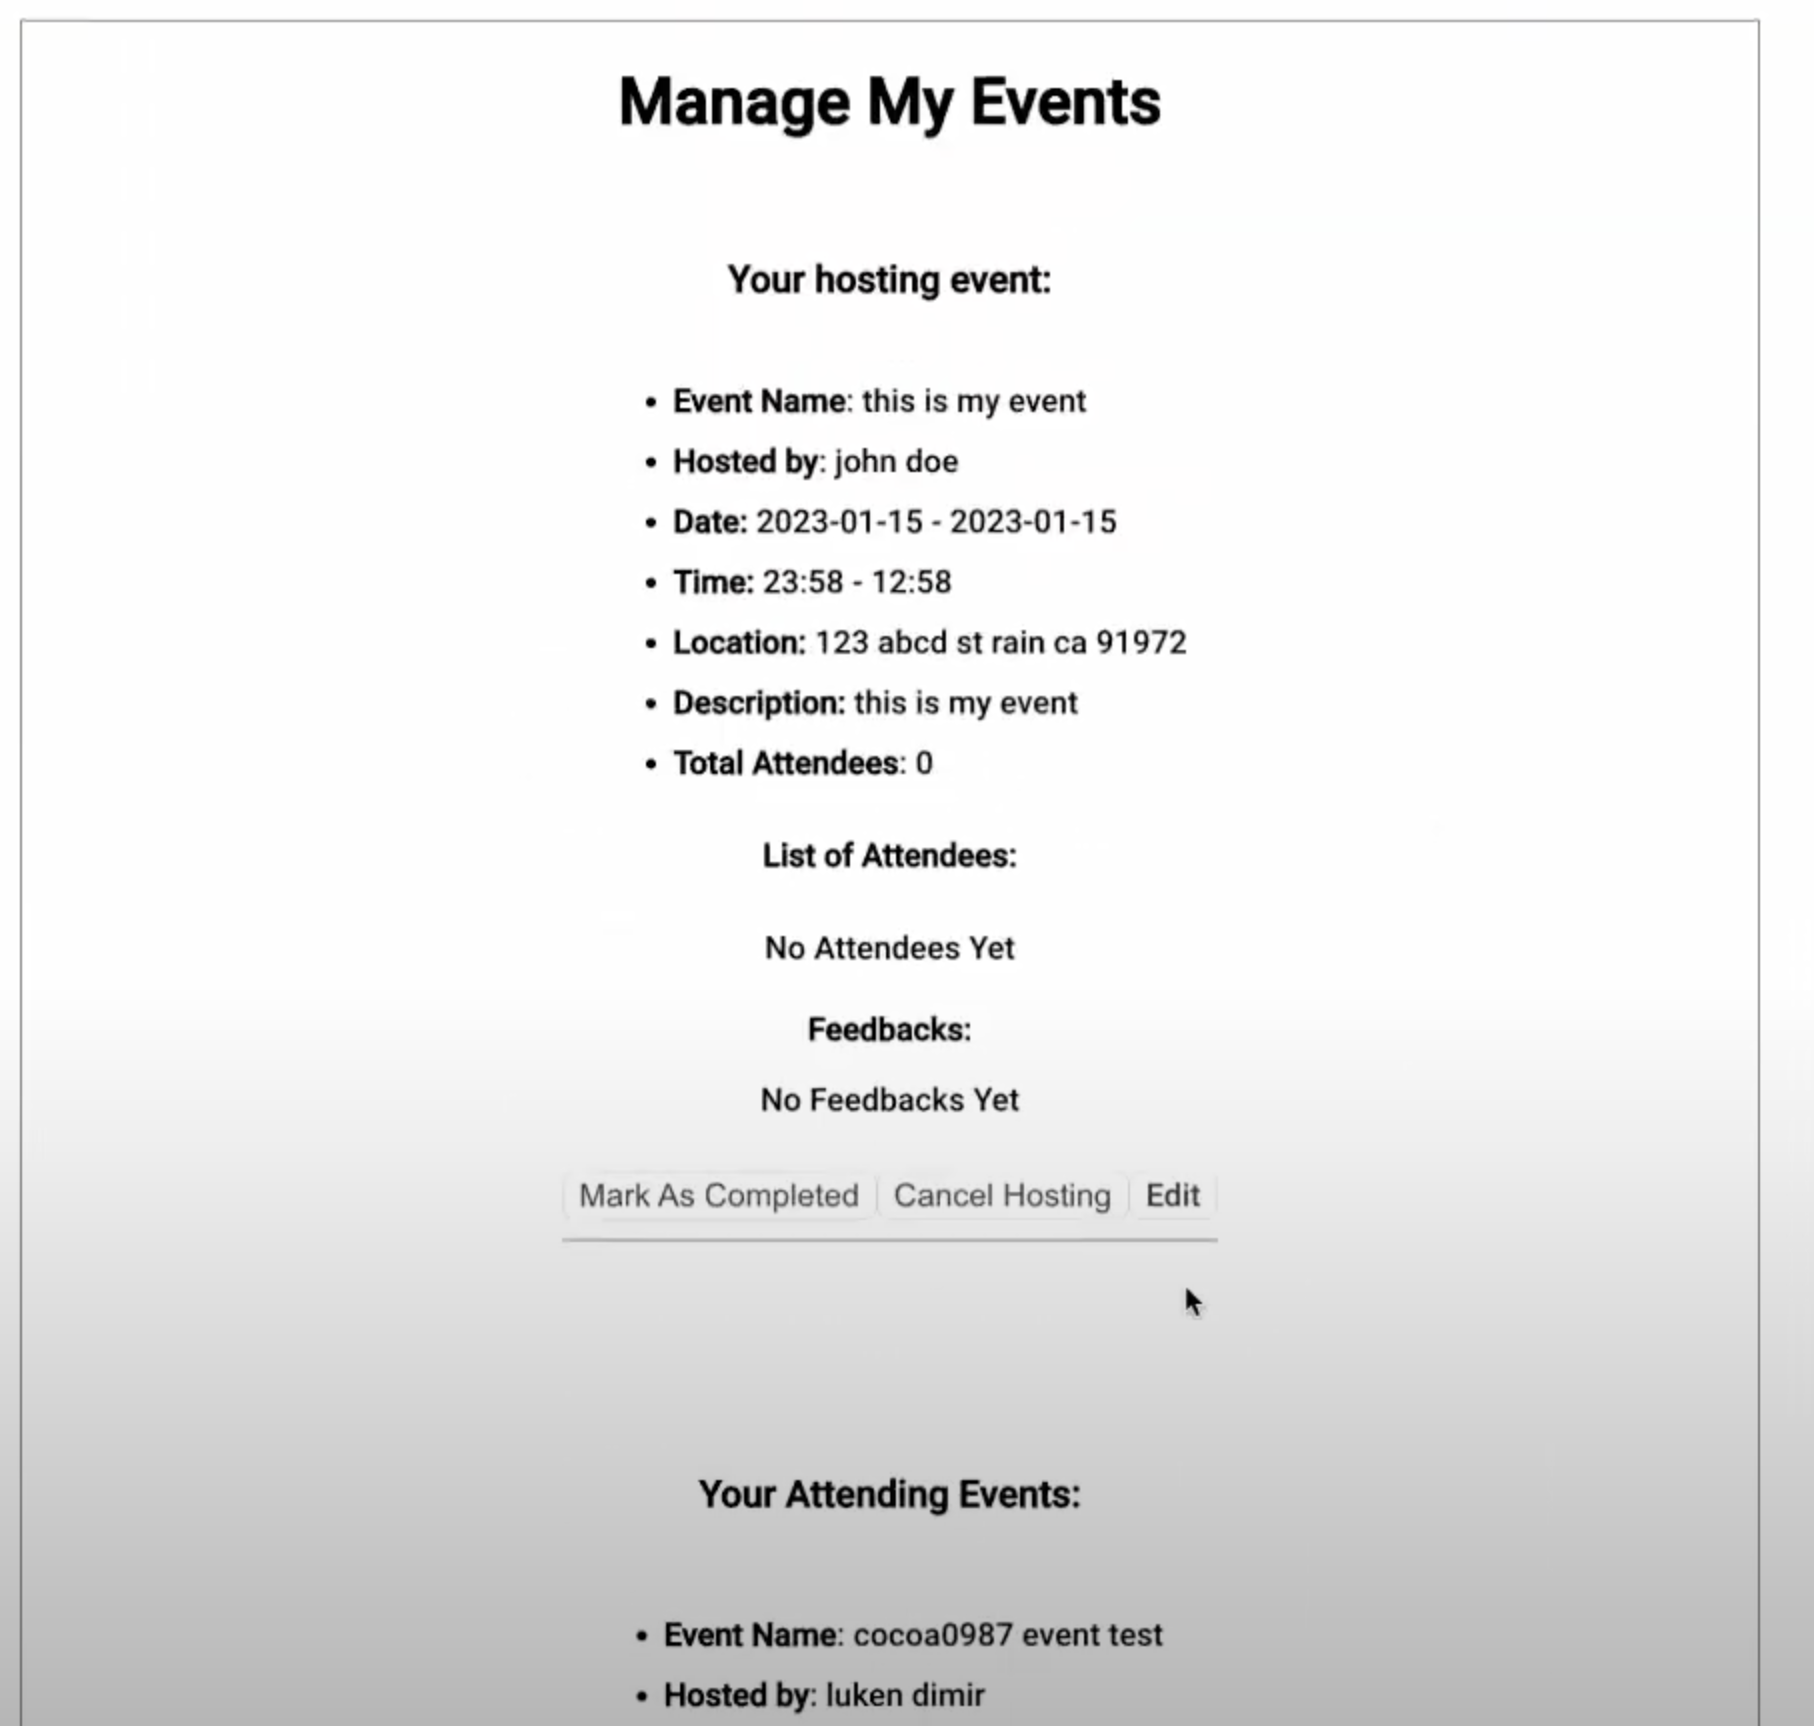 Manage My Events
Your hosting event:
• Event Name: this is my event
• Hosted by: john doe
• Date: 2023-01-15 - 2023-01-15
• Time: 23:58 - 12:58
• Location: 123 abcd st rain ca 91972
• Description: this is my event
• Total Attendees: 0
List of Attendees:
No Attendees Yet
Feedbacks:
No Feedbacks Yet
Mark As Completed Cancel Hosting Edit
Your Attending Events:
• Event Name: cocoa0987 event test
• Hosted by: luken dimir